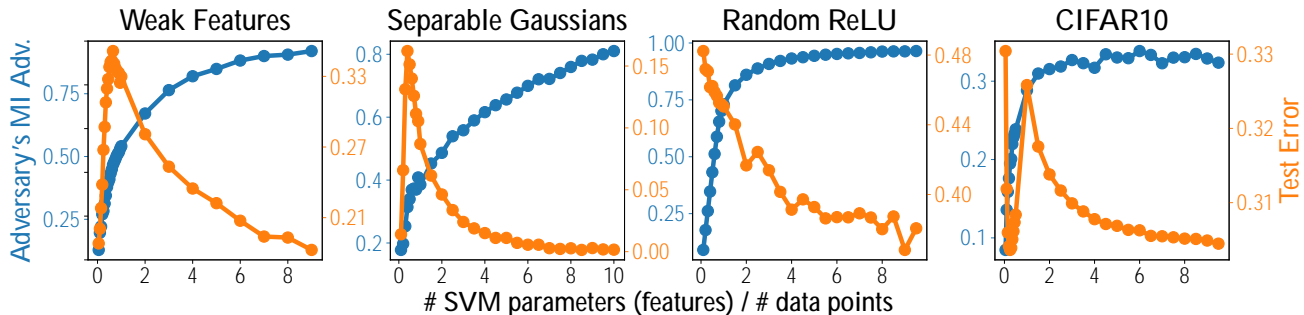 Weak Features
Separable Gaussians
Random ReLU
CIFAR10
Adversary's MI Adv.
0.75
0.50
0.25
0.33
0.27
0.21
0 2 4 6 8
0.8
0.6
0.4
0.2
0.15
0.10
0.05
0.00
0 2 4 6 8 10
1.00
0.75
0.50
0.25
0.48
0.44
0.40
0 2 4 6 8
0.3
0.2
0.1
0.33
0.32
0.31
0 2 4 6 8
Test Error
# SVM parameters (features) / # data points